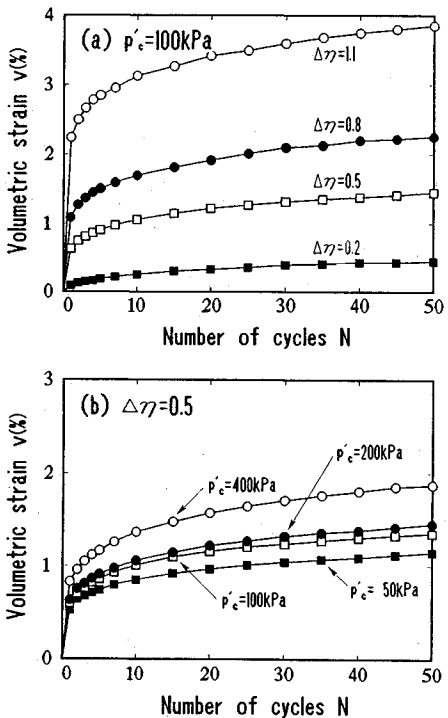 (a) p′c=100kPa
Δη=1.1
Δη=0.8
Δη=0.5
Δη=0.2
Volumetric strain v(%)
4
3
2
1
0
0 10 20 30 40 50
Number of cycles N
(b) Δη=0.5
p′c=400kPa
p′c=200kPa
p′c=100kPa
p′c= 50kPa
Volumetric strain v(%)
3
2
1
0
0 10 20 30 40 50
Number of cycles N